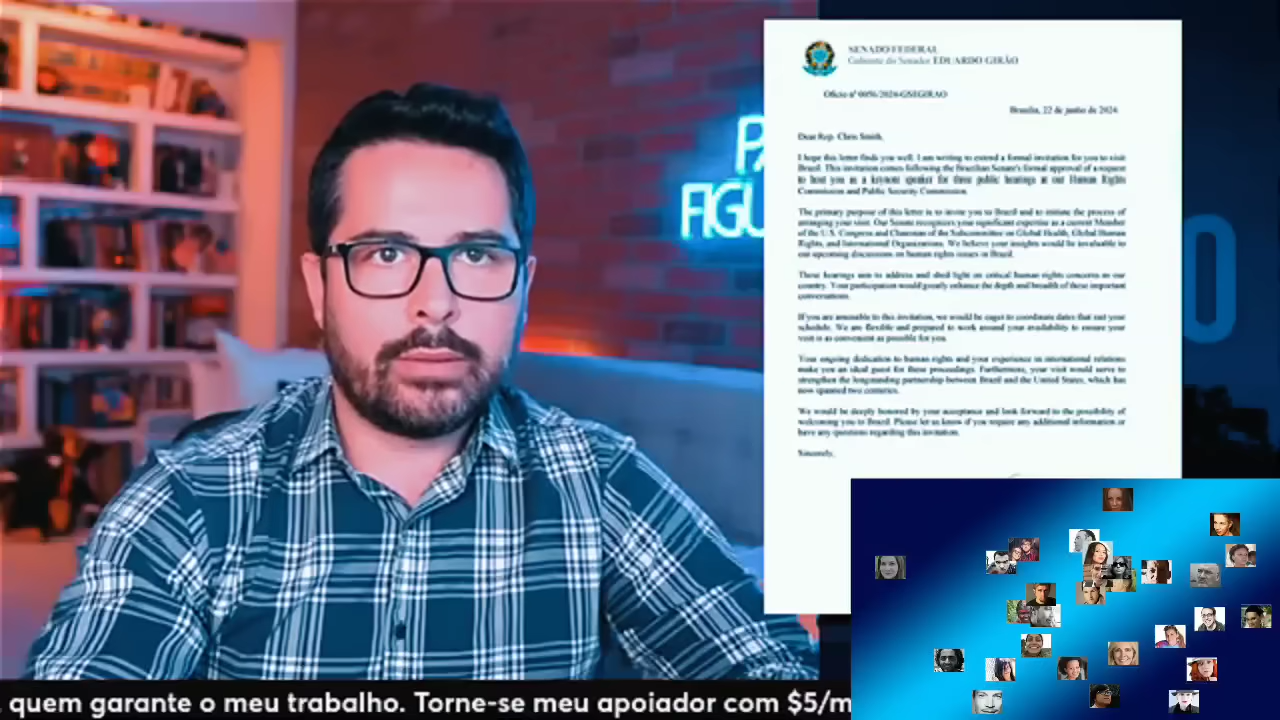 SENADO FEDERAL
Gabinete do Senador EDUARDO GIRÃO
Ofício nº 0056/2024-GSEGIRAO
Brasília, 22 de junho de 2024
Dear Rep. Chris Smith,
I hope this letter finds you well. I am writing to extend a formal invitation for you to visit
Brazil. This invitation comes following the Brazilian Senate's formal approval of a request
to host you as a keynote speaker for three public hearings at our Human Rights
Commission and Public Security Commission.
The primary purpose of this letter is to invite you to Brazil and to initiate the process of
arranging your visit. Our Senate recognizes your significant expertise as a current Member
of the U.S. Congress and Chairman of the Subcommittee on Global Health, Global Human
Rights, and International Organizations. We believe your insights would be invaluable to
our upcoming discussions on human rights issues in Brazil.
These hearings aim to address and shed light on critical human rights concerns in our
country. Your participation would greatly enhance the depth and breadth of these important
conversations.
If you are amenable to this invitation, we would be eager to coordinate dates that suit your
schedule. We are flexible and prepared to work around your availability to ensure your
visit is as convenient as possible for you.
Your ongoing dedication to human rights and your experience in international relations
make you an ideal guest for these proceedings. Furthermore, your visit would serve to
strengthen the longstanding partnership between Brazil and the United States, which has
now spanned two centuries.
We would be deeply honored by your acceptance and look forward to the possibility of
welcoming you to Brazil. Please let us know if you require any additional information or
have any questions regarding this invitation.
Sincerely,
PA
FIGU
O
quem garante o meu trabalho. Torne-se meu apoiador com $5/m